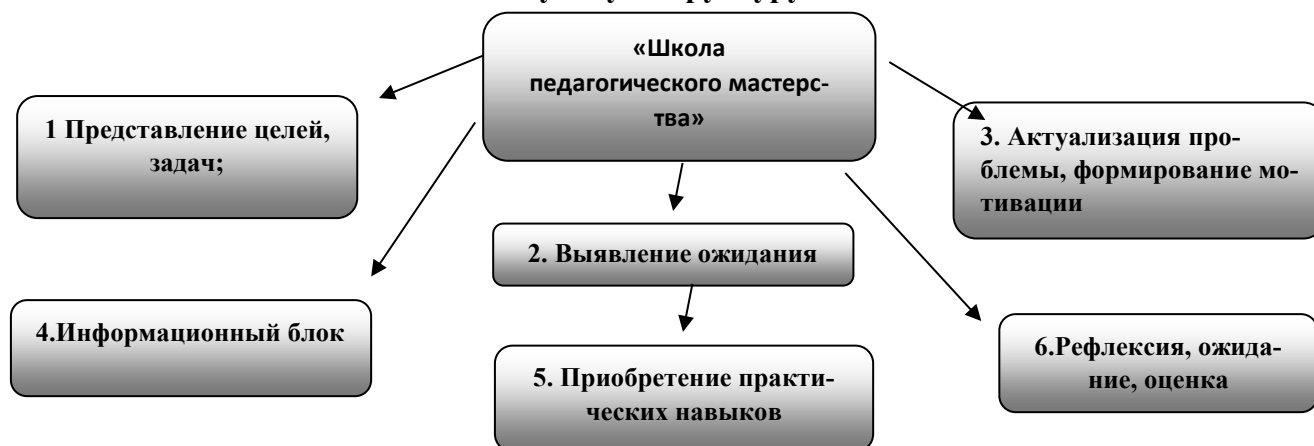 «Школа
педагогического мастерс-
тва»
1 Представление целей,
задач;
3. Актуализация про-
блемы, формирование мо-
тивации
2. Выявление ожидания
4.Информационный блок
5. Приобретение практи-
ческих навыков
6.Рефлексия, ожида-
ние, оценка